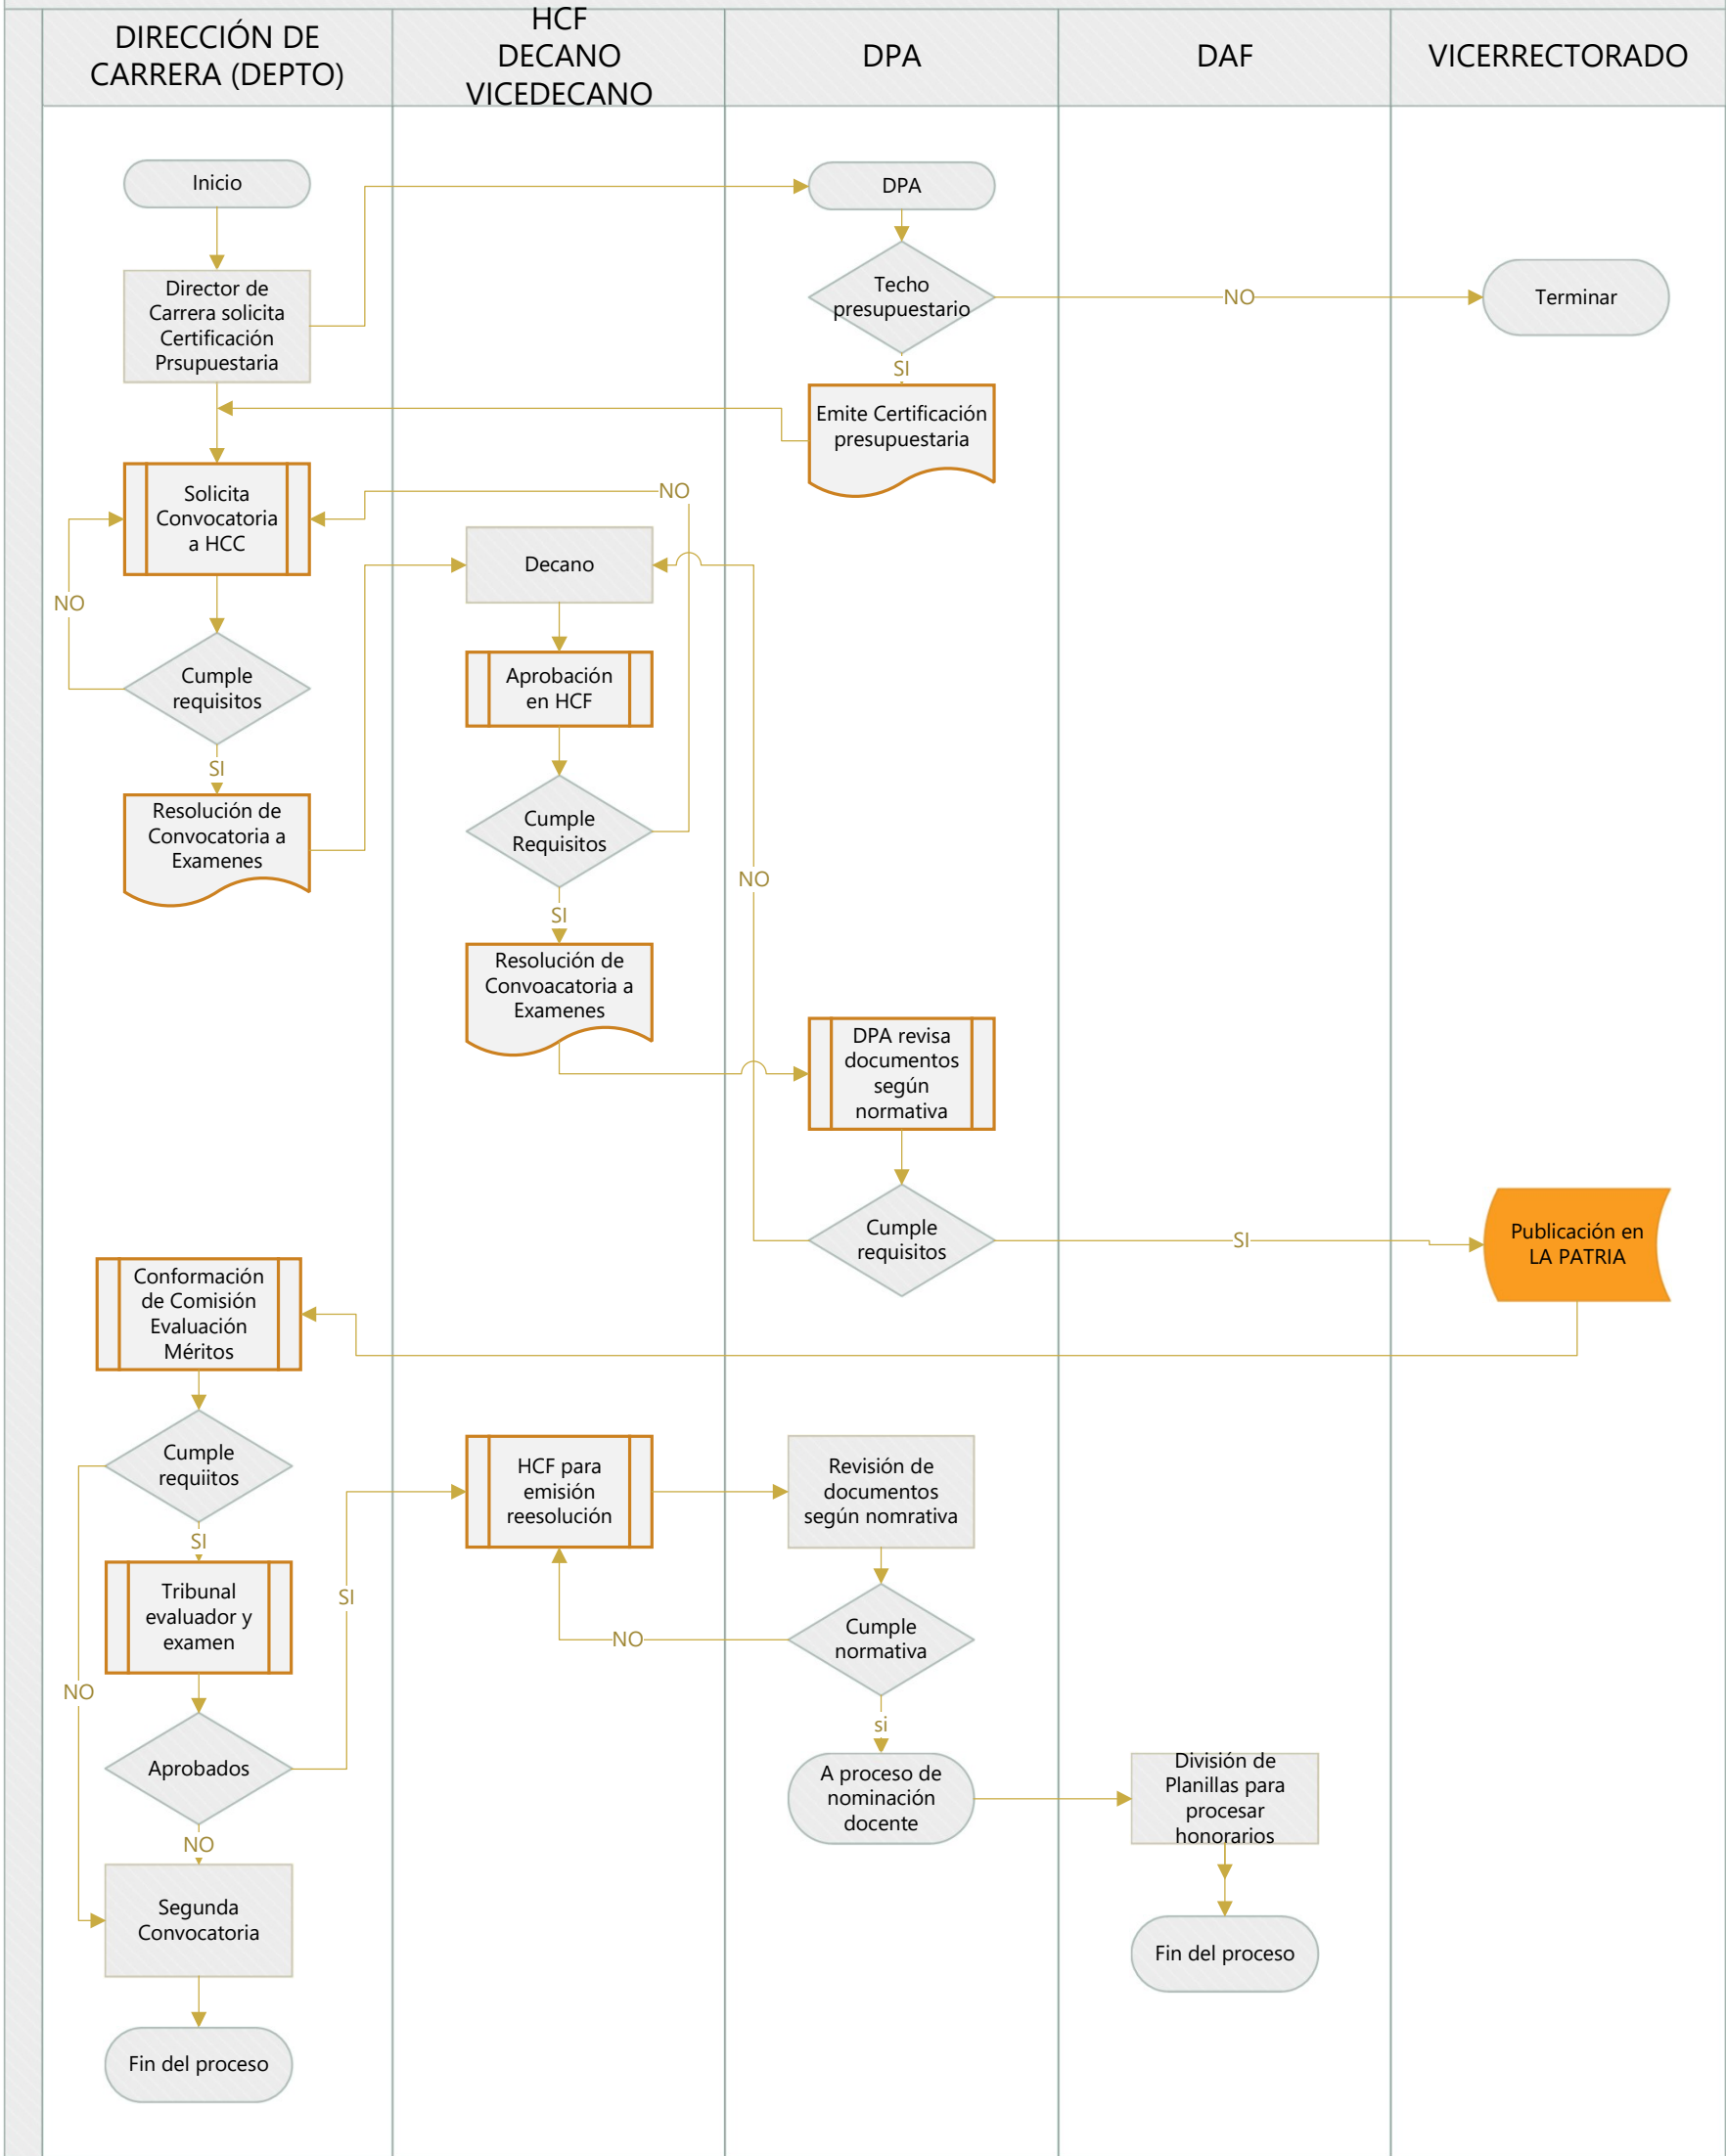 DIRECCIÓN DE
CARRERA (DEPTO)
HCF
DECANO
VICEDECANO
DPA
DAF
VICERRECTORADO
Inicio
DPA
Director de
Carrera solicita
Certificación
Prsupuestaria
Techo
presupuestario
NO
Terminar
SI
Emite Certificación
presupuestaria
Solicita
Convocatoria
a HCC
NO
Decano
NO
Cumple
requisitos
Aprobación
en HCF
SI
Resolución de
Convocatoria a
Examenes
Cumple
Requisitos
NO
SI
Resolución de
Convoacatoria a
Examenes
DPA revisa
documentos
según
normativa
Cumple
requisitos
SI
Publicación en
LA PATRIA
Conformación
de Comisión
Evaluación
Méritos
Cumple
requiitos
HCF para
emisión
reesolución
Revisión de
documentos
según nomrativa
SI
Tribunal
evaluador y
examen
SI
NO
Cumple
normativa
NO
si
Aprobados
A proceso de
nominación
docente
División de
Planillas para
procesar
honorarios
NO
Segunda
Convocatoria
Fin del proceso
Fin del proceso